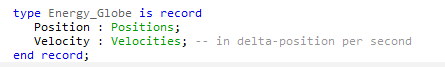 type Energy_Globe is record
Position : Positions;
Velocity : Velocities; -- in delta-position per second
end record;